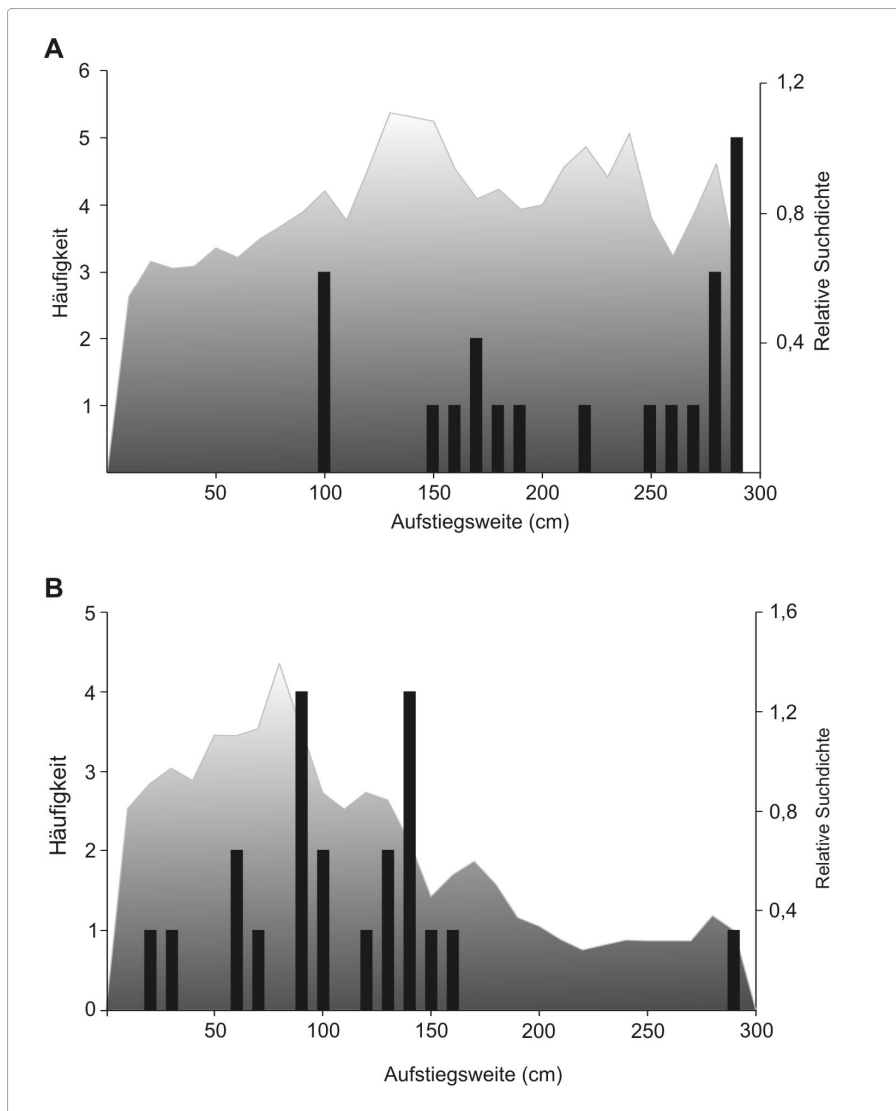 A
6
5
4
3
2
1
Häufigkeit
1,2
0,8
0,4
Relative Suchdichte
50 100 150 200 250 300
Aufstiegsweite (cm)
B
5
4
3
2
1
0
Häufigkeit
1,6
1,2
0,8
0,4
Relative Suchdichte
50 100 150 200 250 300
Aufstiegsweite (cm)